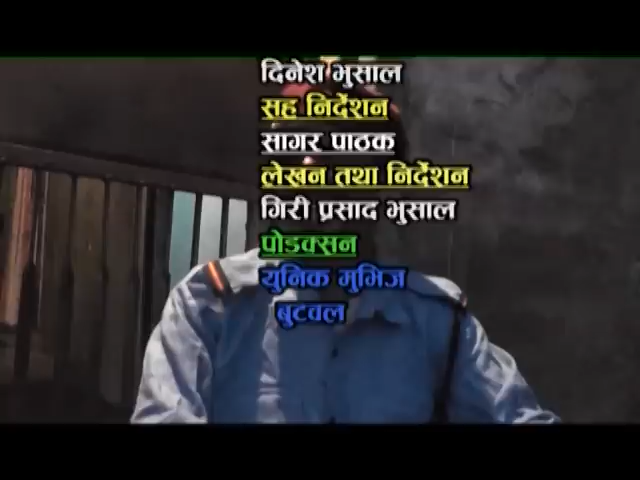 दिनेश भुसाल
सह निर्देशन
सागर पाठक
लेखन तथा निर्देशन
गिरी प्रसाद भुसाल
पोडक्सन
युनिक मुभिज
बुटवल